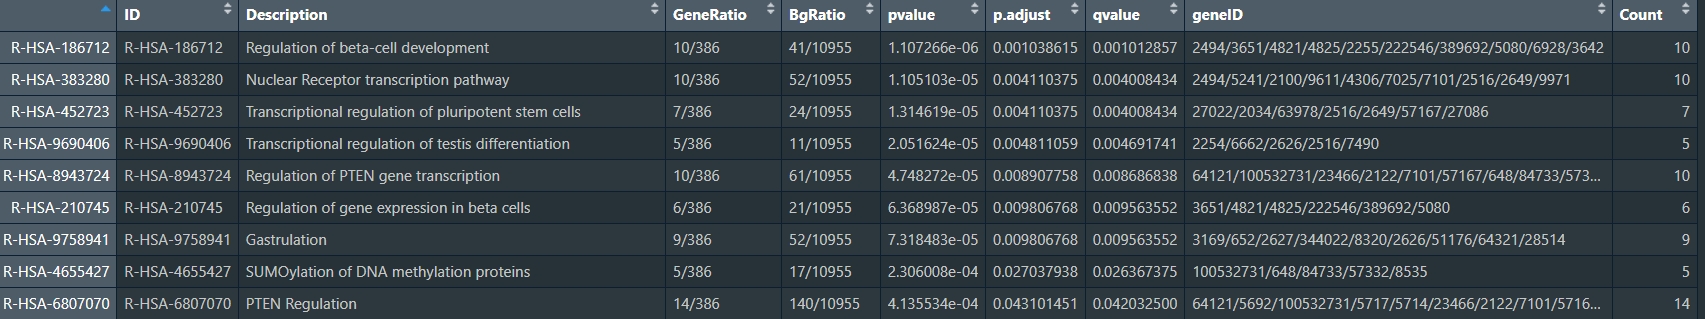 ID Description GeneRatio BgRatio pvalue p.adjust qvalue geneID Count
R-HSA-186712 R-HSA-186712 Regulation of beta-cell development 10/386 41/10955 1.107266e-06 0.001038615 0.001012857 2494/3651/4821/4825/2255/222546/389692/5080/6928/3642 10
R-HSA-383280 R-HSA-383280 Nuclear Receptor transcription pathway 10/386 52/10955 1.105103e-05 0.004110375 0.004008434 2494/5241/2100/9611/4306/7025/7101/2516/2649/9971 10
R-HSA-452723 R-HSA-452723 Transcriptional regulation of pluripotent stem cells 7/386 24/10955 1.314619e-05 0.004110375 0.004008434 27022/2034/63978/2516/2649/57167/27086 7
R-HSA-9690406 R-HSA-9690406 Transcriptional regulation of testis differentiation 5/386 11/10955 2.051624e-05 0.004811059 0.004691741 2254/6662/2626/2516/7490 5
R-HSA-8943724 R-HSA-8943724 Regulation of PTEN gene transcription 10/386 61/10955 4.748272e-05 0.008907758 0.008686838 64121/100532731/23466/2122/7101/57167/648/84733/573... 10
R-HSA-210745 R-HSA-210745 Regulation of gene expression in beta cells 6/386 21/10955 6.368987e-05 0.009806768 0.009563552 3651/4821/4825/222546/389692/5080 6
R-HSA-9758941 R-HSA-9758941 Gastrulation 9/386 52/10955 7.318483e-05 0.009806768 0.009563552 3169/652/2627/344022/8320/2626/51176/64321/28514 9
R-HSA-4655427 R-HSA-4655427 SUMOylation of DNA methylation proteins 5/386 17/10955 2.306008e-04 0.027037938 0.026367375 100532731/648/84733/57332/8535 5
R-HSA-6807070 R-HSA-6807070 PTEN Regulation 14/386 140/10955 4.135534e-04 0.043101451 0.042032500 64121/5692/100532731/5717/5714/23466/2122/7101/5716... 14